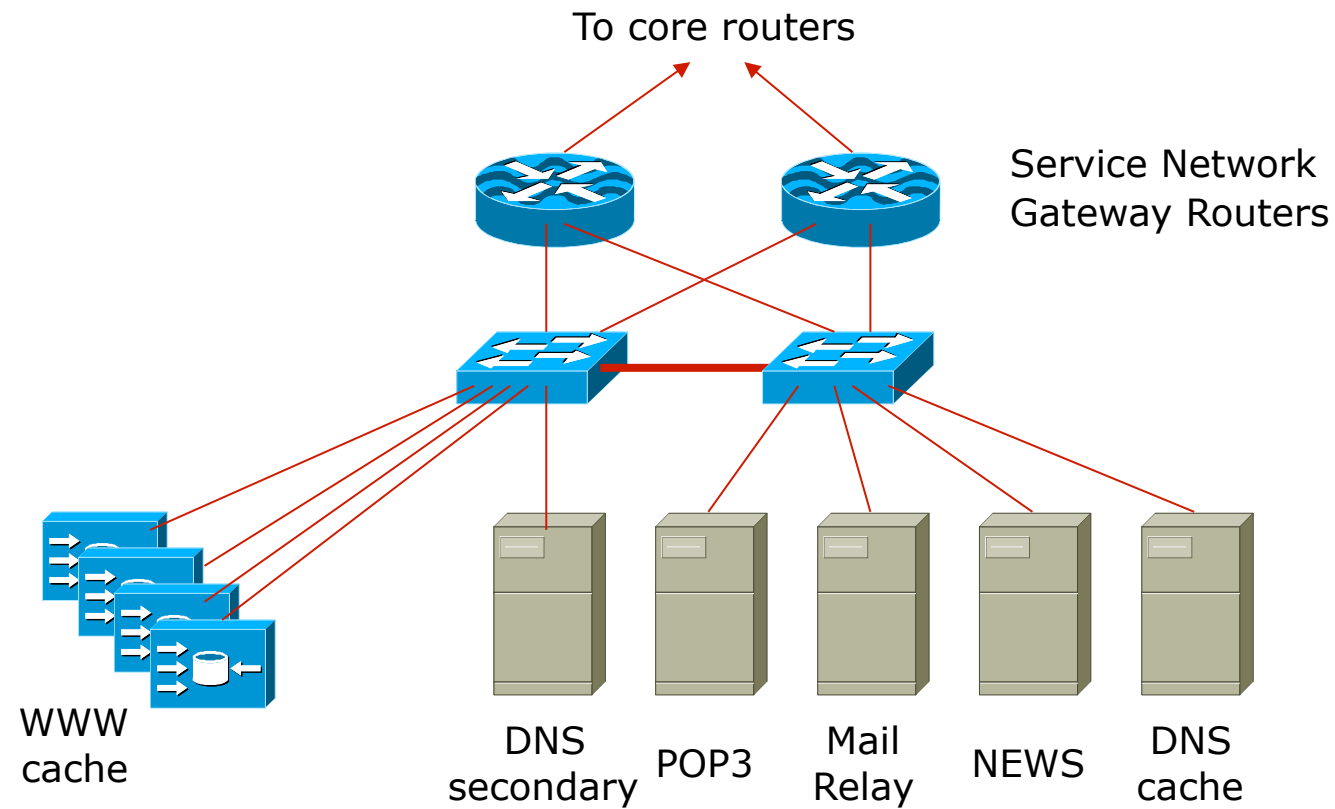 To core routers
Service Network
Gateway Routers
WWW
cache
DNS
secondary
POP3
Mail
Relay
NEWS
DNS
cache